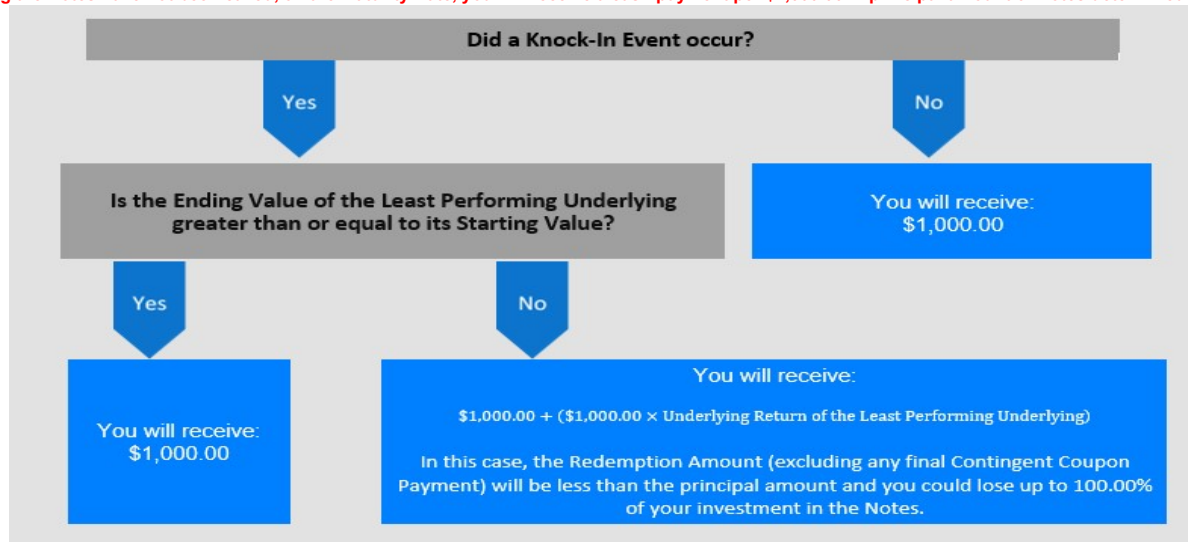 Did a Knock-In Event occur?
Yes
No
Is the Ending Value of the Least Performing Underlying
greater than or equal to its Starting Value?
You will receive:
$1,000.00
Yes
No
You will receive:
$1,000.00
You will receive:
$1,000.00 + ($1,000.00 × Underlying Return of the Least Performing Underlying)
In this case, the Redemption Amount (excluding any final Contingent Coupon
Payment) will be less than the principal amount and you could lose up to 100.00%
of your investment in the Notes.